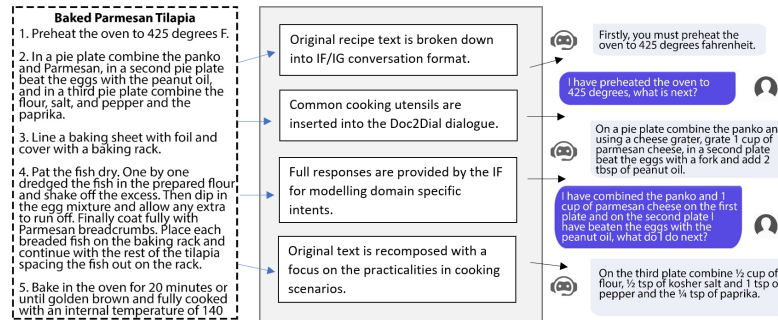 Baked Parmesan Tilapia
1. Preheat the oven to 425 degrees F.
2. In a pie plate combine the panko
and Parmesan, in a second pie plate
beat the eggs with the peanut oil,
and in a third pie plate combine the
flour, salt, and pepper and the
paprika.
3. Line a baking sheet with foil and
cover with a baking rack.
4. Pat the fish dry. One by one
dredged the fish in the prepared flour
and shake off the excess. Then dip in
the egg mixture and allow any extra
to run off. Finally coat fully with
Parmesan breadcrumbs. Place each
breaded fish on the baking rack and
continue with the rest of the tilapia
spacing the fish out on the rack.
5. Bake in the oven for 20 minutes or
until golden brown and fully cooked
with an internal temperature of 140
Original recipe text is broken down
into IF/IG conversation format.
Common cooking utensils are
inserted into the Doc2Dial dialogue.
Full responses are provided by the IF
for modelling domain specific
intents.
Original text is recomposed with a
focus on the practicalities in cooking
scenarios.
Firstly, you must preheat the
oven to 425 degrees fahrenheit.
I have preheated the oven to
425 degrees, what is next?
On a pie plate combine the panko an
using a cheese grater, grate 1 cup of
parmesan cheese, in a second plate
beat the eggs with a fork and add 2
tbsp of peanut oil.
I have combined the panko and 1
cup of parmesan cheese on the first
plate and on the second plate I
have beaten the eggs with the
peanut oil, what do I do next?
On the third plate combine ½ cup of
flour, ½ tsp of kosher salt and 1 tsp o
pepper and the ¼ tsp of paprika.